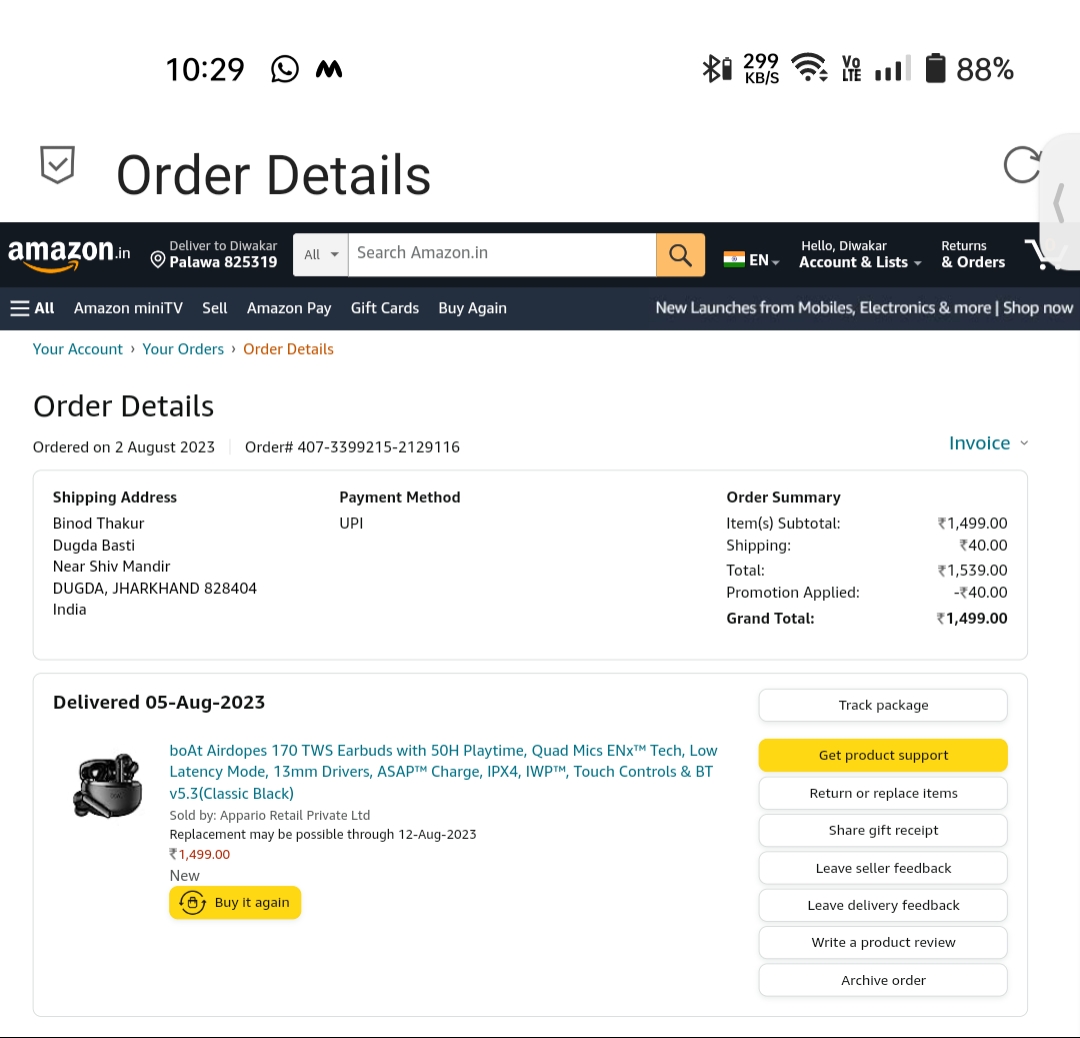 10:29
299
KB/S
Vo
LTE
88%
Order Details
amazon.in
Deliver to Diwakar
Palawa 825319
All
Search Amazon.in
EN
Hello, Diwakar
Account & Lists
Returns
& Orders
All
Amazon miniTV
Sell
Amazon Pay
Gift Cards
Buy Again
New Launches from Mobiles, Electronics & more | Shop now
Your Account › Your Orders › Order Details
Order Details
Ordered on 2 August 2023
Order# 407-3399215-2129116
Invoice
Shipping Address
Binod Thakur
Dugda Basti
Near Shiv Mandir
DUGDA, JHARKHAND 828404
India
Payment Method
UPI
Order Summary
Item(s) Subtotal: ₹1,499.00
Shipping: ₹40.00
Total: ₹1,539.00
Promotion Applied: -₹40.00
Grand Total: ₹1,499.00
Delivered 05-Aug-2023
boAt Airdopes 170 TWS Earbuds with 50H Playtime, Quad Mics ENx™ Tech, Low
Latency Mode, 13mm Drivers, ASAP™ Charge, IPX4, IWP™, Touch Controls & BT
v5.3(Classic Black)
Sold by: Appario Retail Private Ltd
Replacement may be possible through 12-Aug-2023
₹1,499.00
New
Buy it again
Track package
Get product support
Return or replace items
Share gift receipt
Leave seller feedback
Leave delivery feedback
Write a product review
Archive order